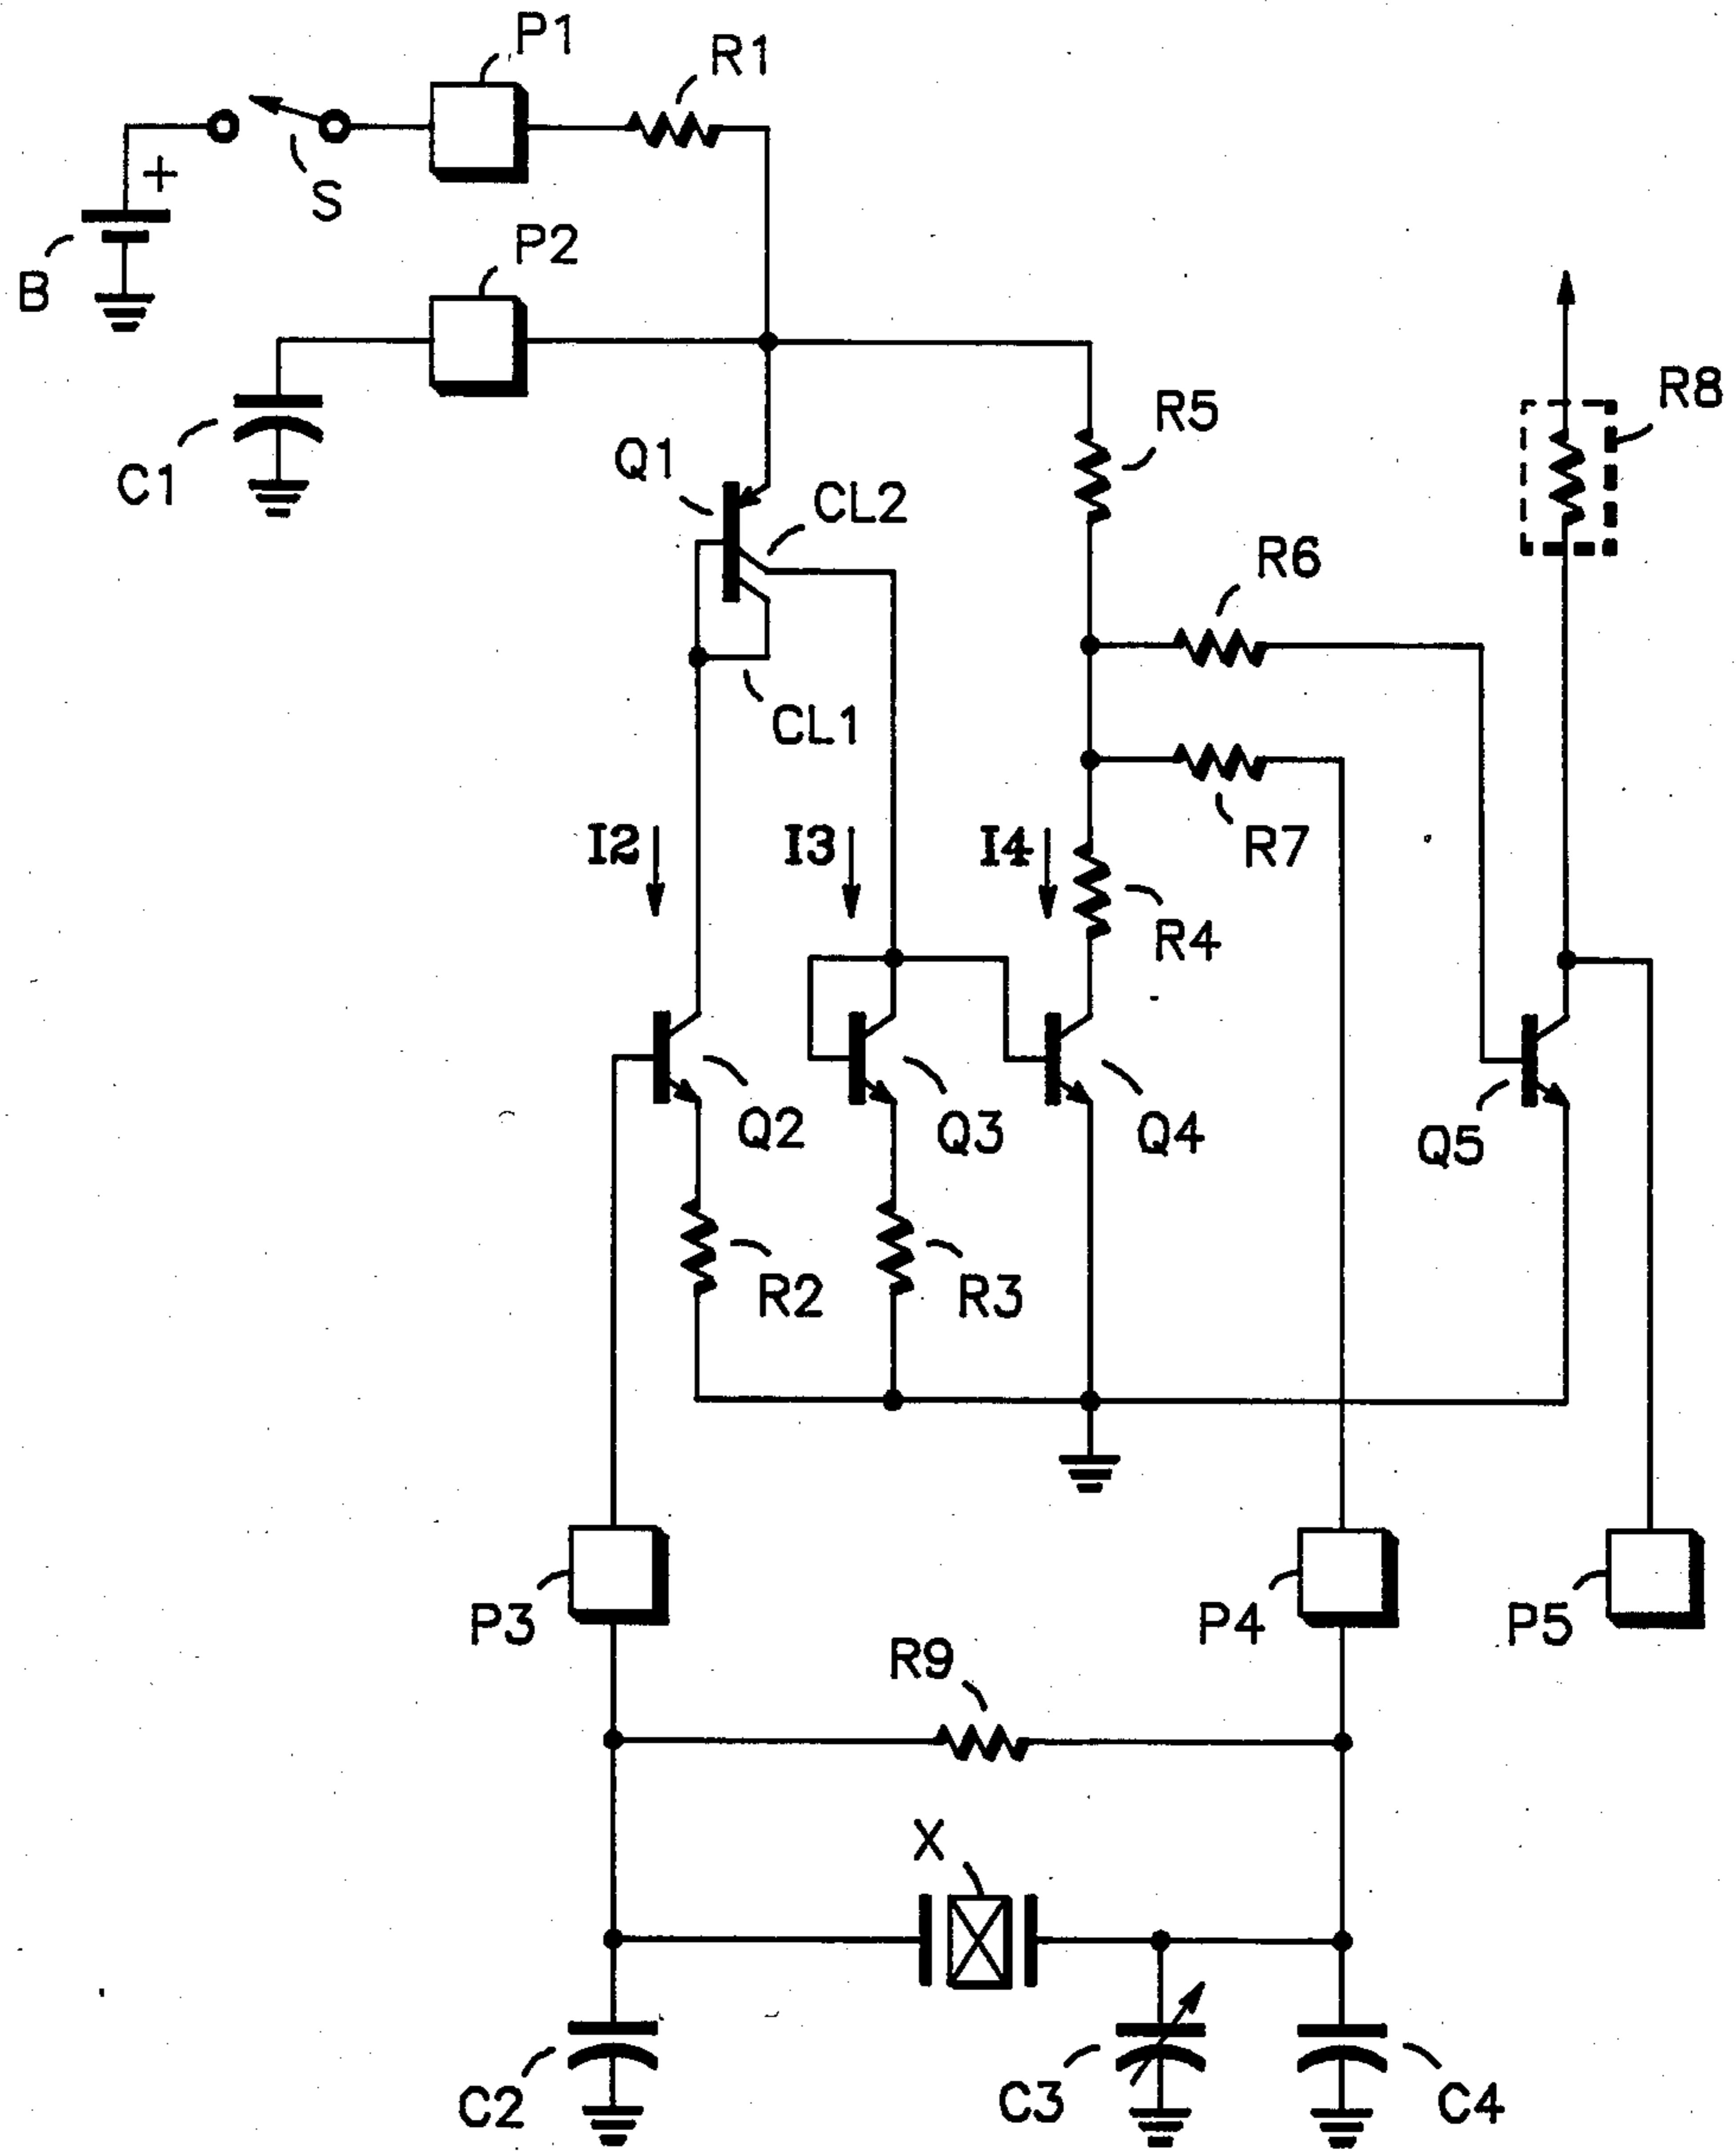 P1
R1
+
S
P2
B
R8
R5
Q1
CL2
C1
R6
CL1
I2
I3
I4
R7
R4
Q2
Q3
Q4
Q5
R2
R3
P3
P4
P5
R9
X
C2
C3
C4